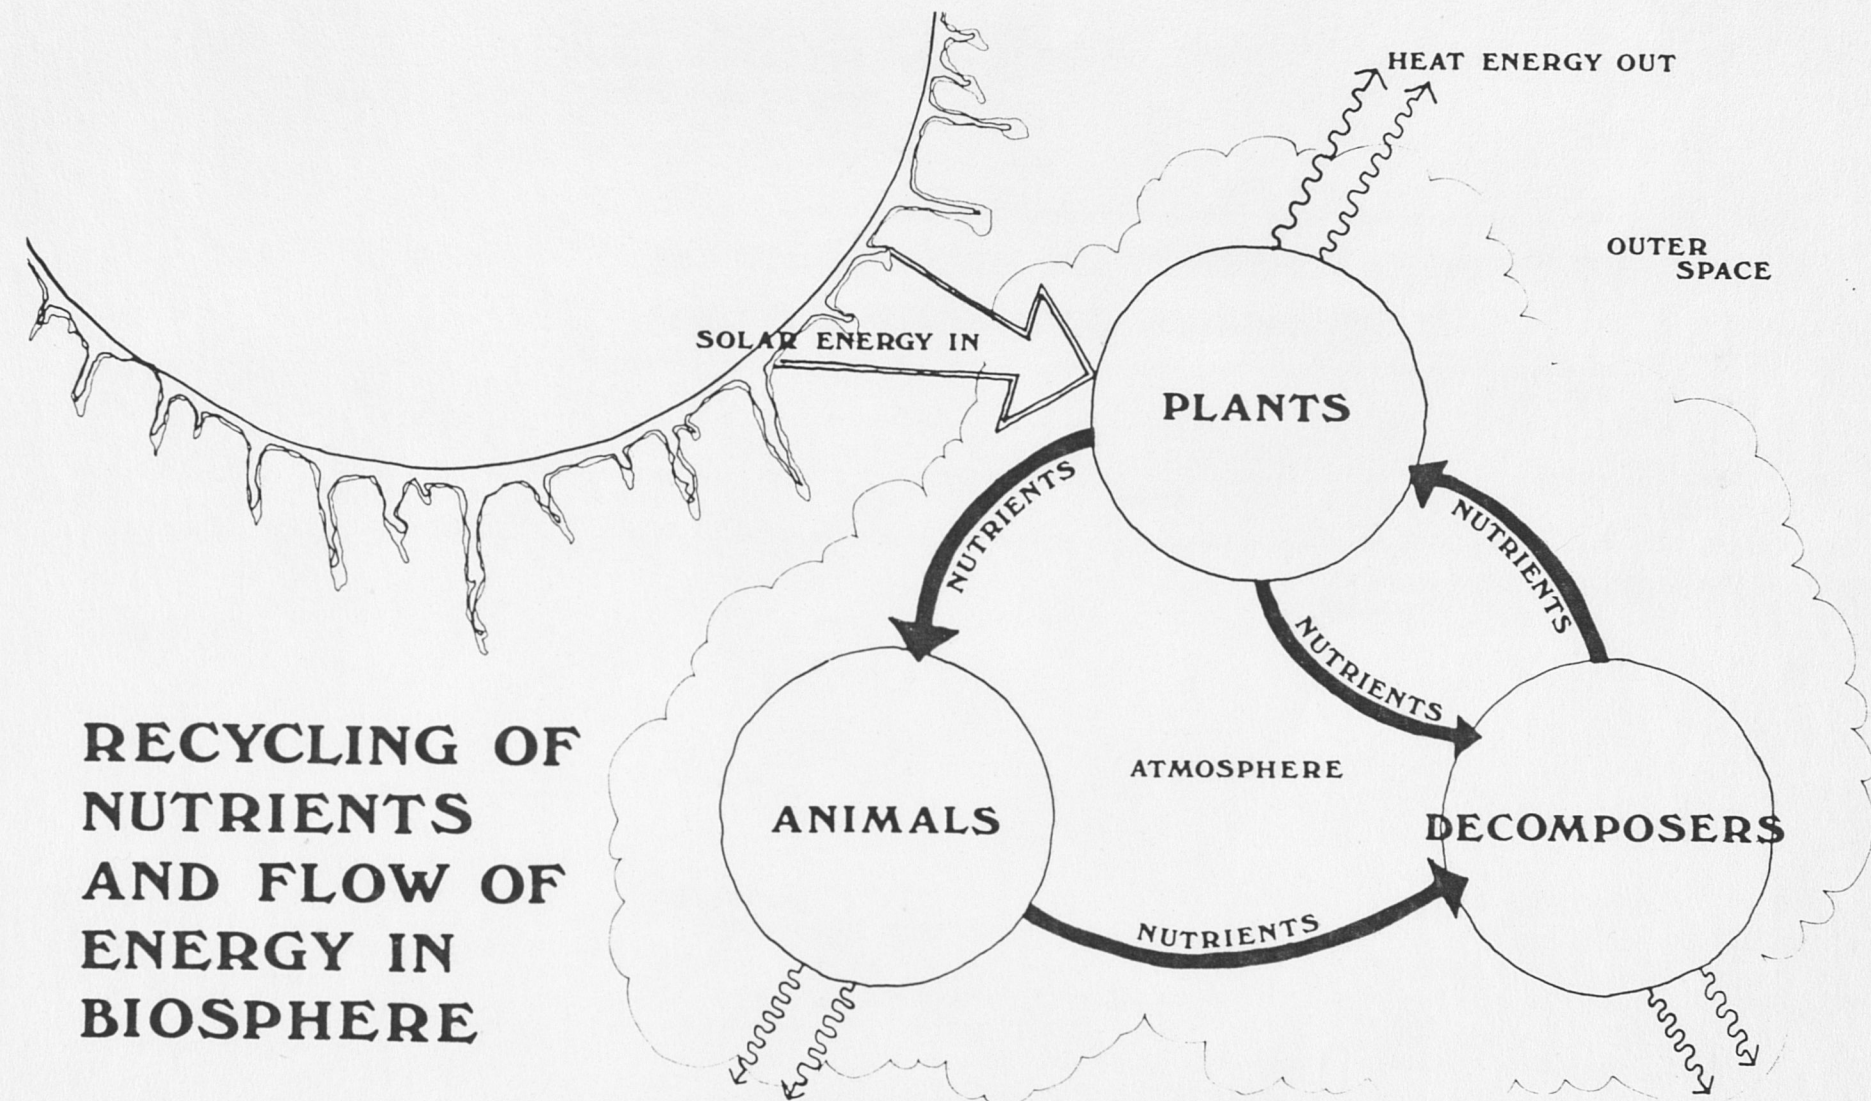 HEAT ENERGY OUT
OUTER
SPACE
SOLAR ENERGY IN
PLANTS
NUTRIENTS
NUTRIENTS
NUTRIENTS
ATMOSPHERE
ANIMALS
DECOMPOSERS
NUTRIENTS
RECYCLING OF
NUTRIENTS
AND FLOW OF
ENERGY IN
BIOSPHERE